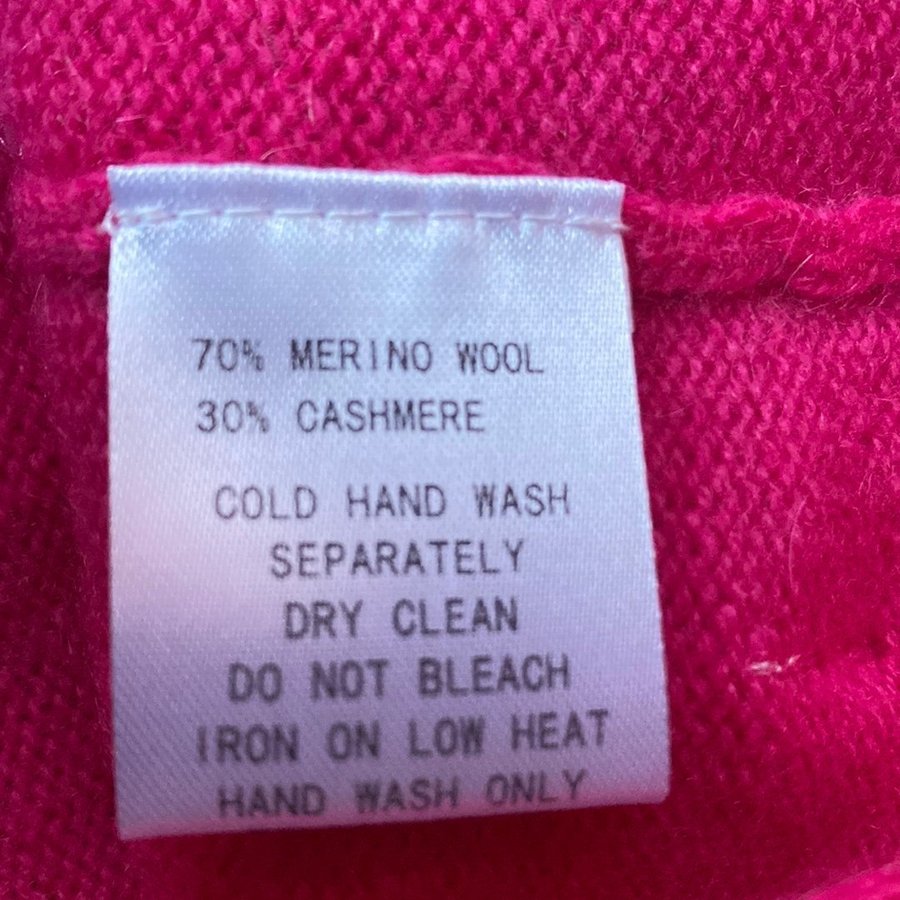 70% MERINO WOOL
30% CASHMERE
COLD HAND WASH
SEPARATELY
DRY CLEAN
DO NOT BLEACH
IRON ON LOW HEAT
HAND WASH ONLY